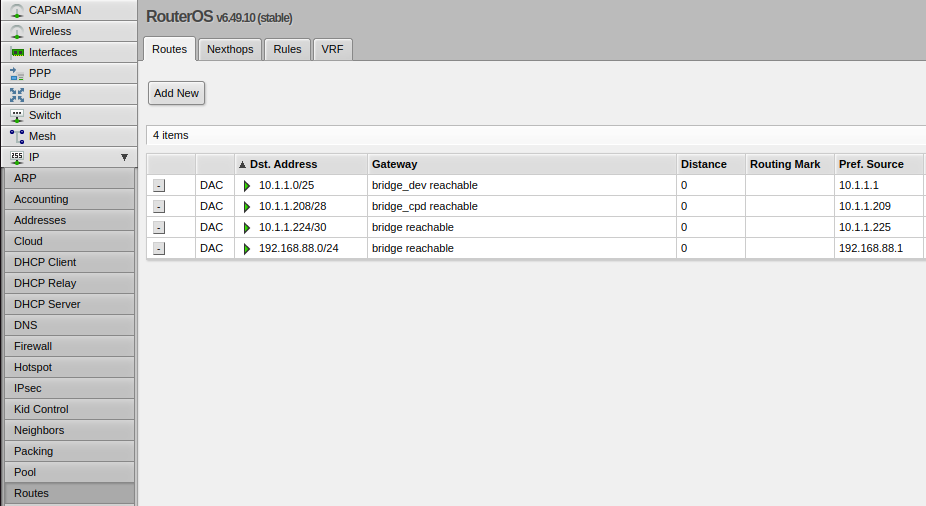 CAPsMAN
Wireless
Interfaces
PPP
Bridge
Switch
Mesh
255 IP ▼
ARP
Accounting
Addresses
Cloud
DHCP Client
DHCP Relay
DHCP Server
DNS
Firewall
Hotspot
IPsec
Kid Control
Neighbors
Packing
Pool
Routes
RouterOS v6.49.10 (stable)
Routes Nexthops Rules VRF
Add New
4 items
▲ Dst. Address Gateway Distance Routing Mark Pref. Source
- DAC 10.1.1.0/25 bridge_dev reachable 0 10.1.1.1
- DAC 10.1.1.208/28 bridge_cpd reachable 0 10.1.1.209
- DAC 10.1.1.224/30 bridge reachable 0 10.1.1.225
- DAC 192.168.88.0/24 bridge reachable 0 192.168.88.1